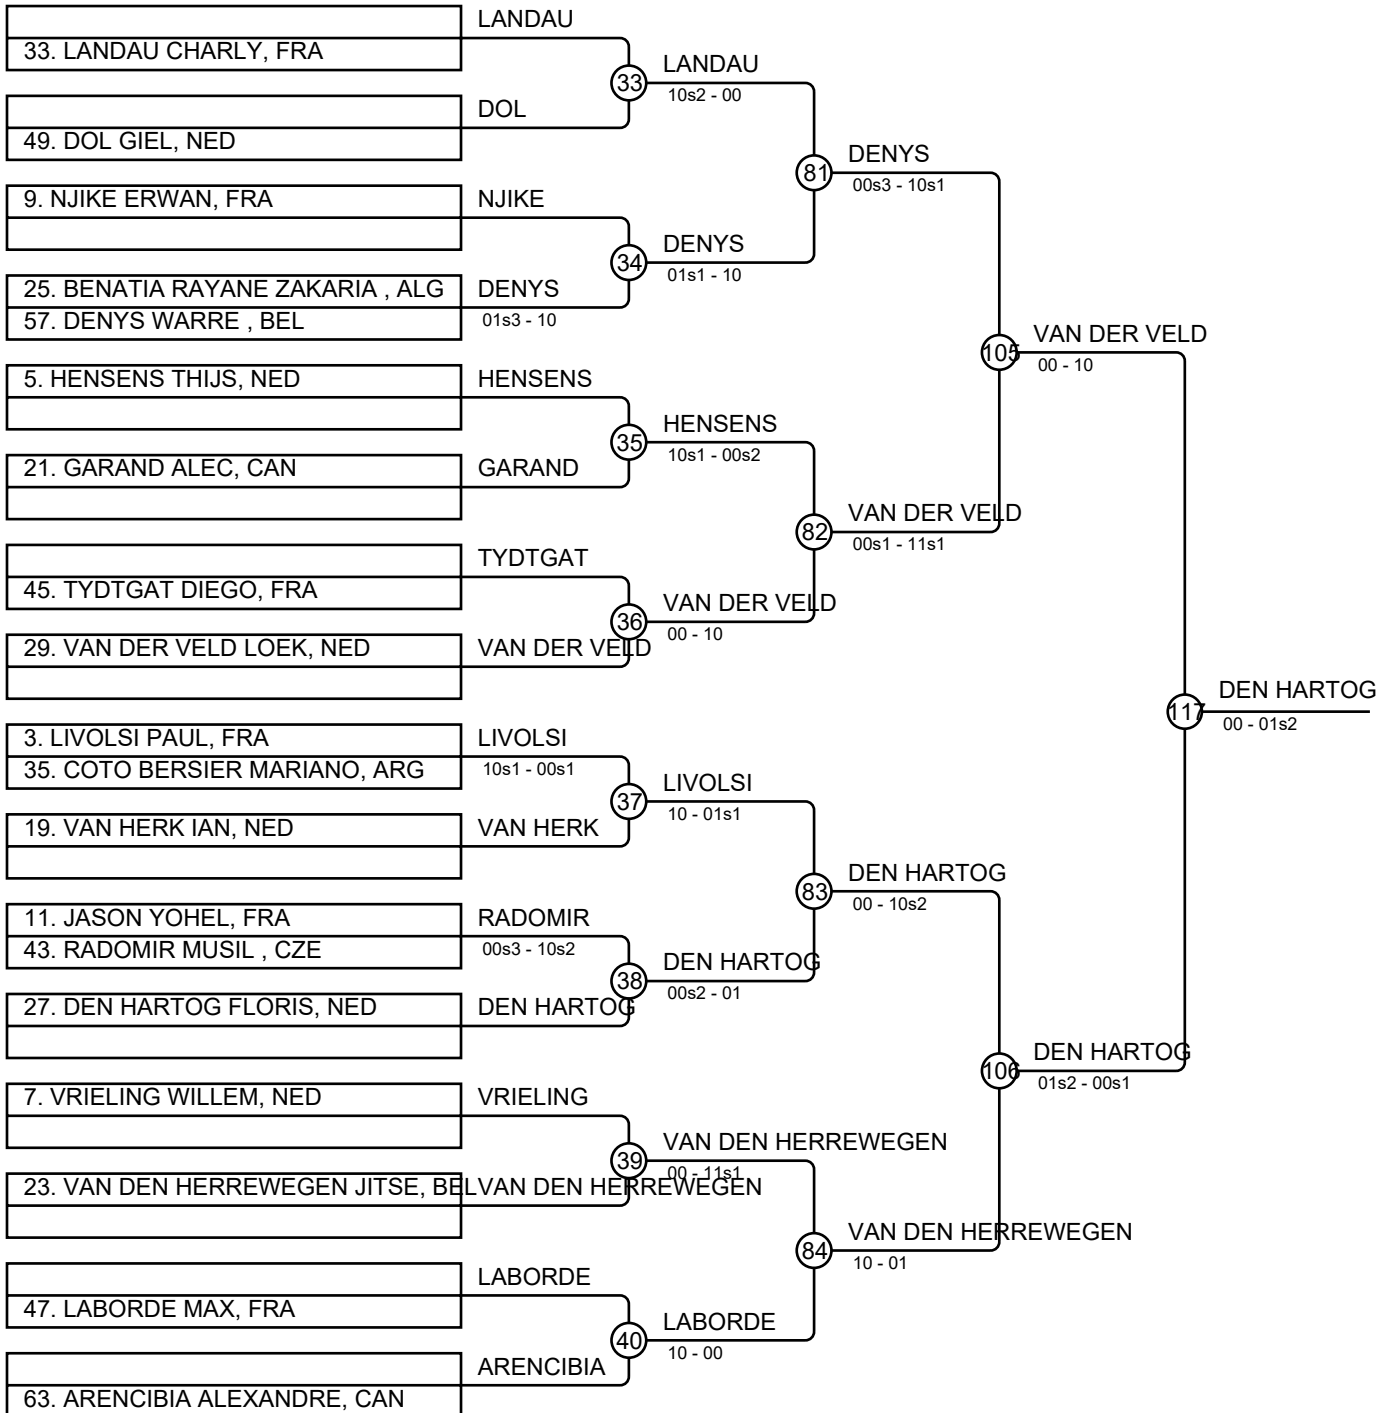 LANDAU
33. LANDAU CHARLY, FRA
33
LANDAU
10s2 - 00
DOL
49. DOL GIEL, NED
81
DENYS
00s3 - 10s1
9. NJIKE ERWAN, FRA
NJIKE
34
DENYS
01s1 - 10
25. BENATIA RAYANE ZAKARIA , ALG
DENYS
57. DENYS WARRE , BEL
01s3 - 10
105
VAN DER VELD
00 - 10
5. HENSENS THIJS, NED
HENSENS
35
HENSENS
10s1 - 00s2
21. GARAND ALEC, CAN
GARAND
82
VAN DER VELD
00s1 - 11s1
TYDTGAT
45. TYDTGAT DIEGO, FRA
36
VAN DER VELD
00 - 10
29. VAN DER VELD LOEK, NED
VAN DER VELD
117
DEN HARTOG
00 - 01s2
3. LIVOLSI PAUL, FRA
LIVOLSI
35. COTO BERSIER MARIANO, ARG
10s1 - 00s1
37
LIVOLSI
10 - 01s1
19. VAN HERK IAN, NED
VAN HERK
83
DEN HARTOG
00 - 10s2
11. JASON YOHEL, FRA
RADOMIR
43. RADOMIR MUSIL , CZE
00s3 - 10s2
38
DEN HARTOG
00s2 - 01
27. DEN HARTOG FLORIS, NED
DEN HARTOG
106
DEN HARTOG
01s2 - 00s1
7. VRIELING WILLEM, NED
VRIELING
39
VAN DEN HERREWEGEN
00 - 11s1
23. VAN DEN HERREWEGEN JITSE, BEL
VAN DEN HERREWEGEN
84
VAN DEN HERREWEGEN
10 - 01
LABORDE
47. LABORDE MAX, FRA
40
LABORDE
10 - 00
ARENCIBIA
63. ARENCIBIA ALEXANDRE, CAN